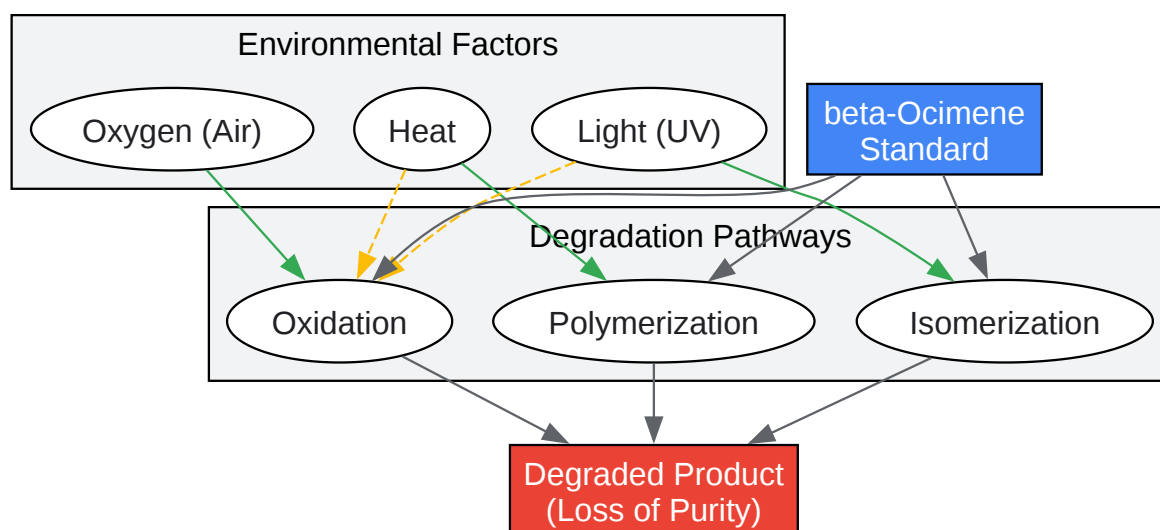 Environmental Factors
Oxygen (Air)
Heat
Light (UV)
beta-Ocimene
Standard
Degradation Pathways
Oxidation
Polymerization
Isomerization
Degraded Product
(Loss of Purity)